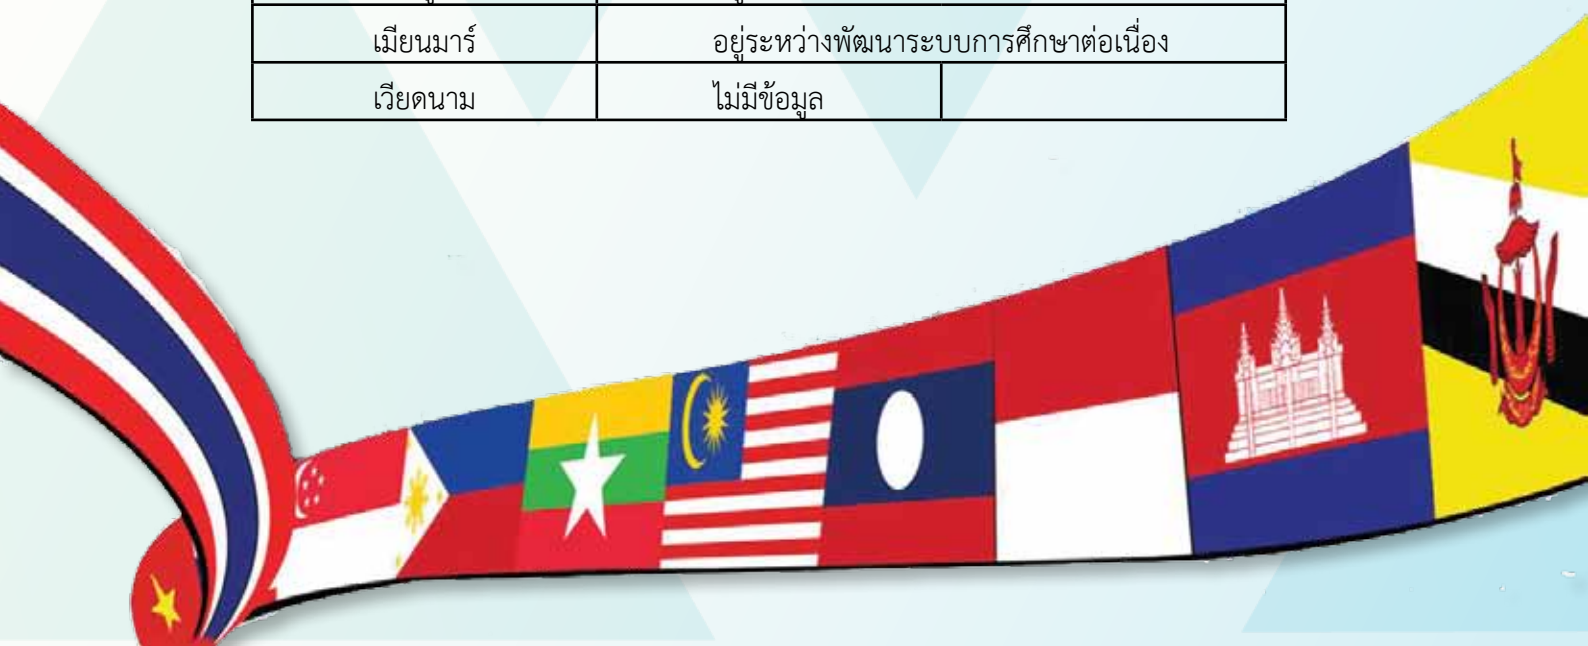 เมียนมาร์ อยู่ระหว่างพัฒนาระบบการศึกษาต่อเนื่อง
เวียดนาม ไม่มีข้อมูล